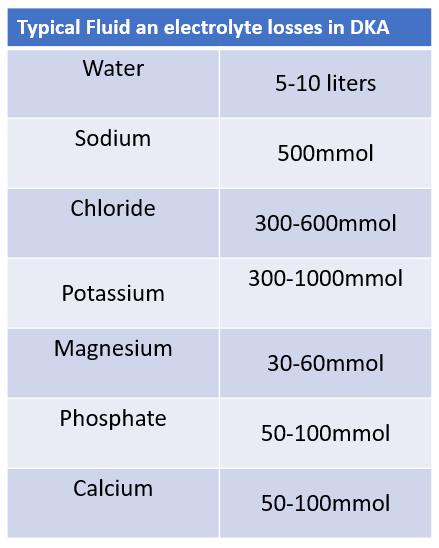 Typical Fluid an electrolyte losses in DKA
Water
5-10 liters
Sodium
500mmol
Chloride
300-600mmol
Potassium
300-1000mmol
Magnesium
30-60mmol
Phosphate
50-100mmol
Calcium
50-100mmol